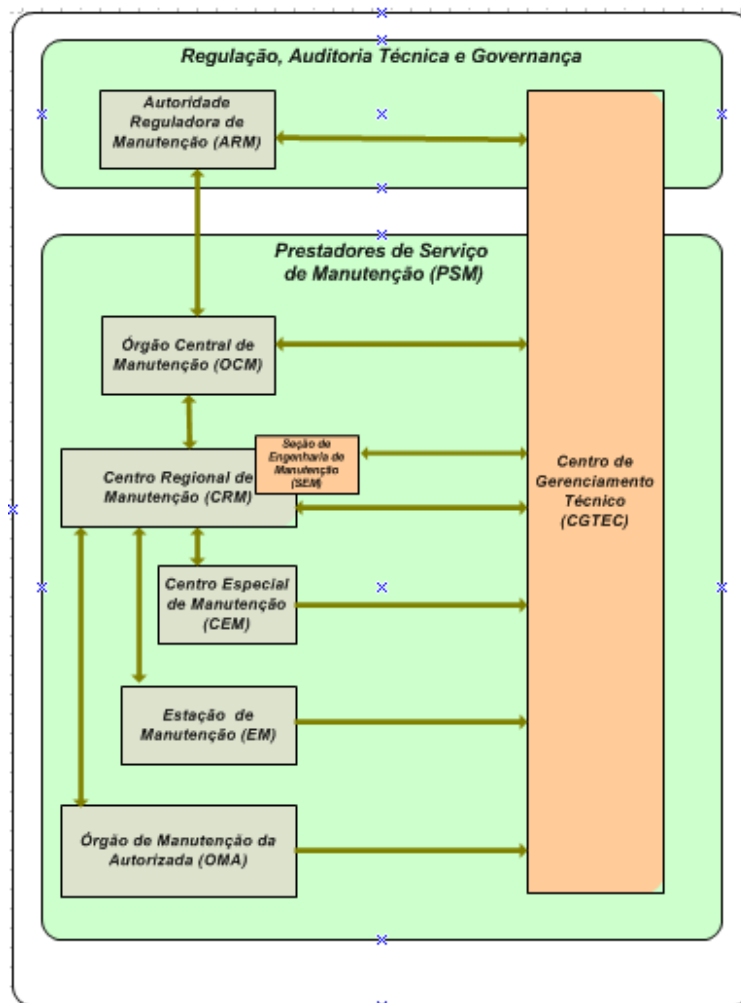 Regulação, Auditoria Técnica e Governança
Autoridade
Reguladora de
Manutenção (ARM)
Prestadores de Serviço
de Manutenção (PSM)
Órgão Central de
Manutenção (OCM)
Centro Regional de
Manutenção (CRM)
Seção de
Engenharia de
Manutenção
(SEM)
Centro de
Gerenciamento
Técnico
(CGTEC)
Centro Especial
de Manutenção
(CEM)
Estação de
Manutenção (EM)
Órgão de Manutenção da
Autorizada (OMA)